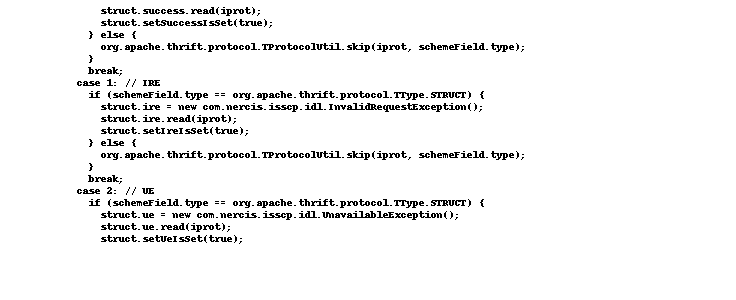 struct.success.read(iprot);
struct.setSuccessIsSet(true);
} else {
org.apache.thrift.protocol.TProtocolUtil.skip(iprot, schemeField.type);
}
break;
case 1: // IRE
if (schemeField.type == org.apache.thrift.protocol.TType.STRUCT) {
struct.ire = new com.nercis.isscp.idl.InvalidRequestException();
struct.ire.read(iprot);
struct.setIreIsSet(true);
} else {
org.apache.thrift.protocol.TProtocolUtil.skip(iprot, schemeField.type);
}
break;
case 2: // UE
if (schemeField.type == org.apache.thrift.protocol.TType.STRUCT) {
struct.ue = new com.nercis.isscp.idl.UnavailableException();
struct.ue.read(iprot);
struct.setUeIsSet(true);